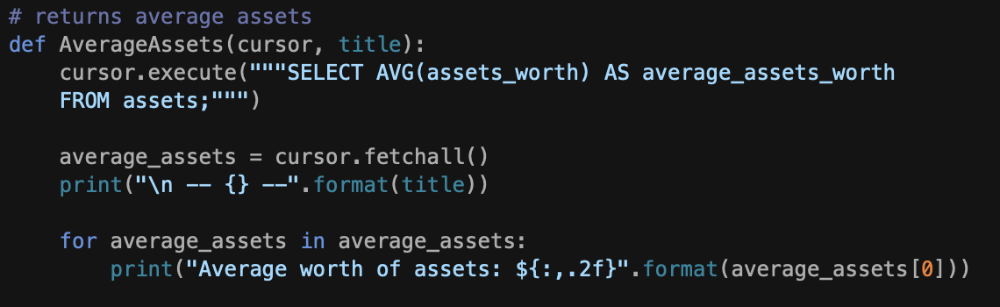 # returns average assets
def AverageAssets(cursor, title):
    cursor.execute("""SELECT AVG(assets_worth) AS average_assets_worth
    FROM assets;""")

    average_assets = cursor.fetchall()
    print("\n -- {} --".format(title))

    for average_assets in average_assets:
        print("Average worth of assets: ${:,.2f}".format(average_assets[0]))